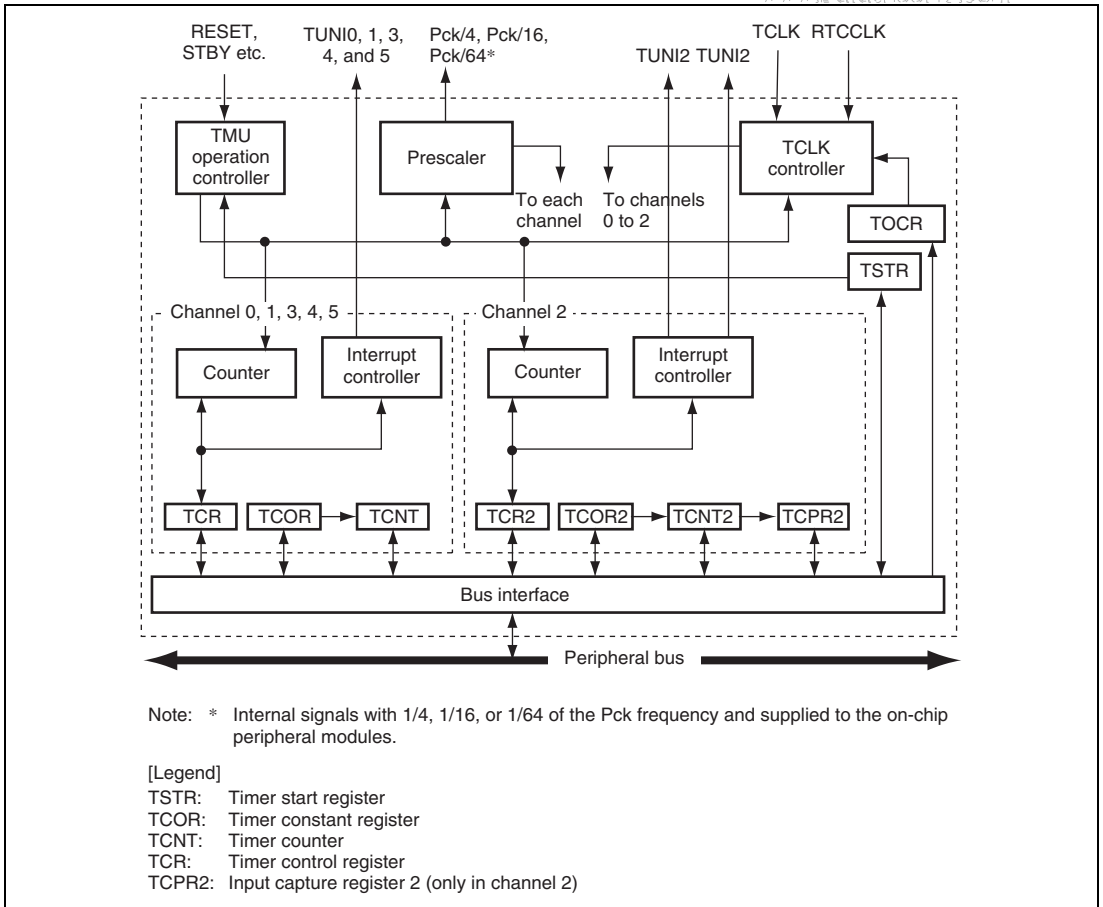 RESET,
STBY etc.
TUNI0, 1, 3,
4, and 5
Pck/4, Pck/16,
Pck/64*
TUNI2 TUNI2
TCLK RTCCLK
TMU
operation
controller
Prescaler
TCLK
controller
To each
channel
To channels
0 to 2
TOCR
TSTR
Channel 0, 1, 3, 4, 5
Channel 2
Counter
Interrupt
controller
Counter
Interrupt
controller
TCR
TCOR
TCNT
TCR2
TCOR2
TCNT2
TCPR2
Bus interface
Peripheral bus
Note: * Internal signals with 1/4, 1/16, or 1/64 of the Pck frequency and supplied to the on-chip
peripheral modules.
[Legend]
TSTR: Timer start register
TCOR: Timer constant register
TCNT: Timer counter
TCR: Timer control register
TCPR2: Input capture register 2 (only in channel 2)